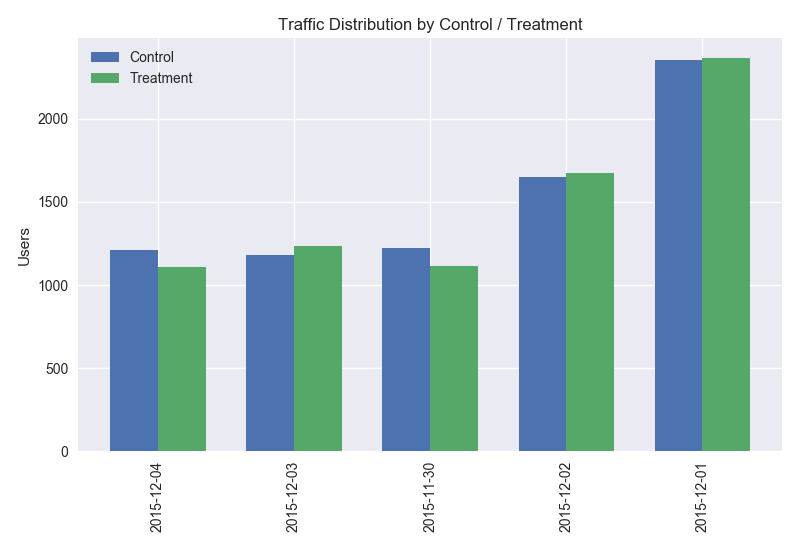 Traffic Distribution by Control / Treatment
Control
Treatment
Users
2000
1500
1000
500
0
2015-12-04
2015-12-03
2015-11-30
2015-12-02
2015-12-01